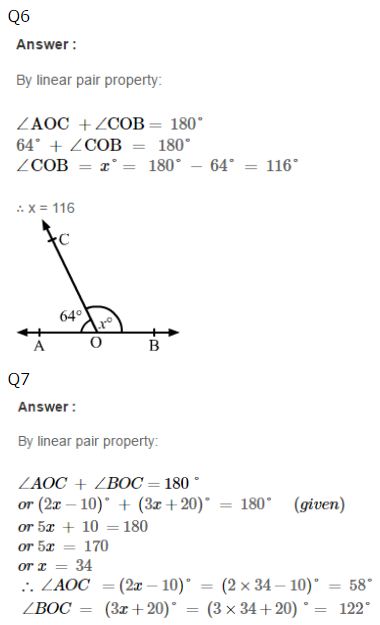 Q6
Answer :
By linear pair property:
∠AOC + ∠COB = 180°
64° + ∠COB = 180°
∠COB = x° = 180° − 64° = 116°
∴ x = 116
C
64° x°
A O B
Q7
Answer :
By linear pair property:
∠AOC + ∠BOC = 180 °
or (2x − 10)° + (3x + 20)° = 180° (given)
or 5x + 10 = 180
or 5x = 170
or x = 34
∴ ∠AOC = (2x − 10)° = (2 × 34 − 10)° = 58°
∠BOC = (3x + 20)° = (3 × 34 + 20) ° = 122°